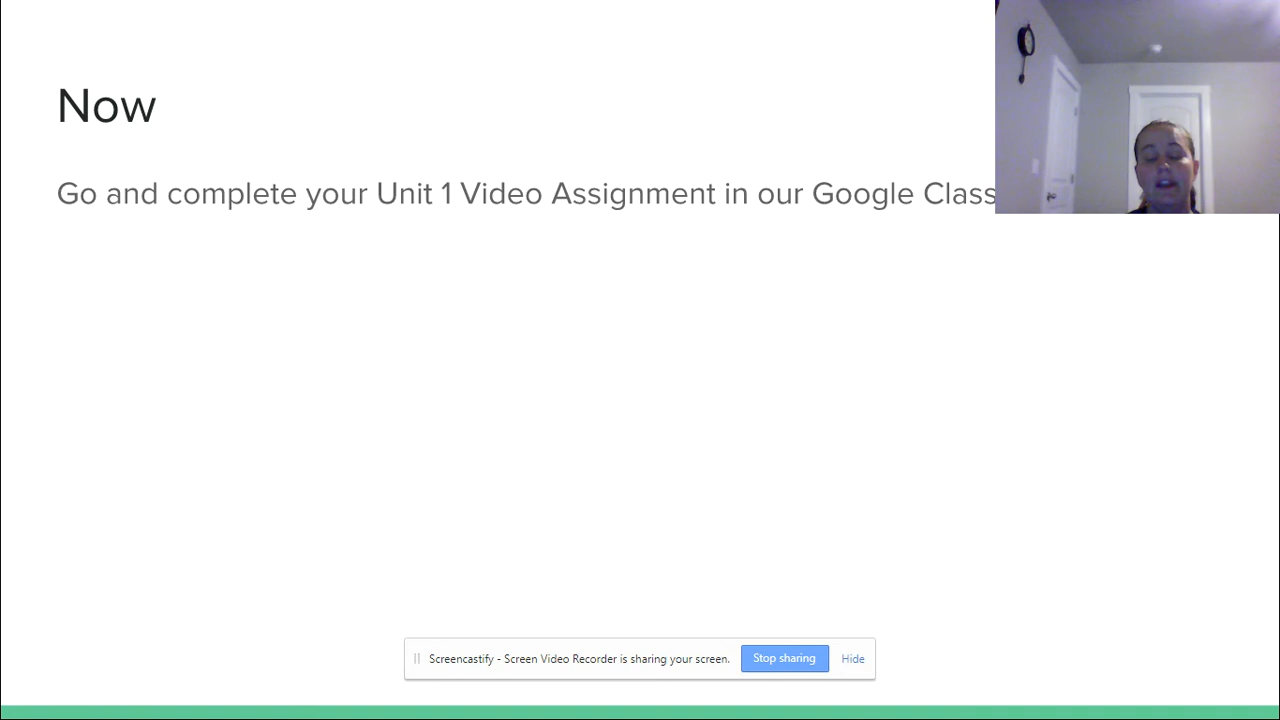 Now
Go and complete your Unit 1 Video Assignment in our Google Class
Screencastify - Screen Video Recorder is sharing your screen.
Stop sharing
Hide